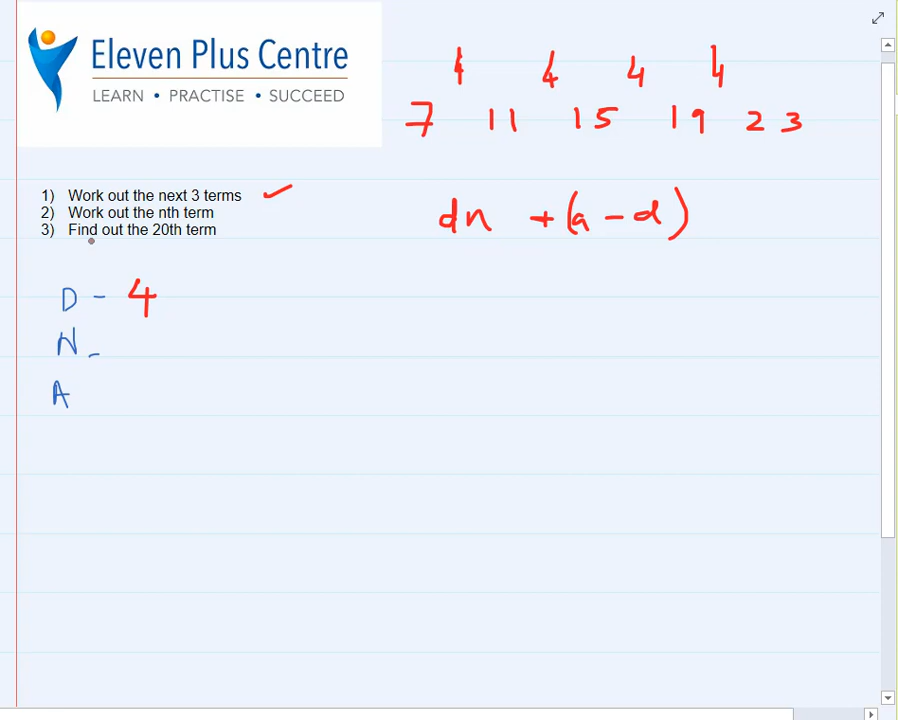 Eleven Plus Centre
LEARN • PRACTISE • SUCCEED
4 4 4 4
7 11 15 19 23
1) Work out the next 3 terms
2) Work out the nth term
3) Find out the 20th term
dn + (a - d)
D - 4
N -
A